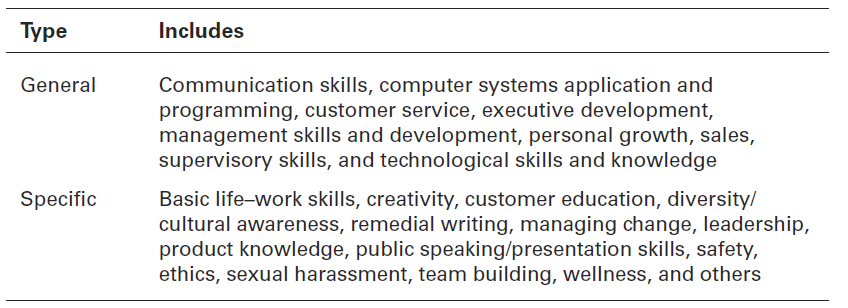 Type Includes
General Communication skills, computer systems application and
programming, customer service, executive development,
management skills and development, personal growth, sales,
supervisory skills, and technological skills and knowledge
Specific Basic life–work skills, creativity, customer education, diversity/
cultural awareness, remedial writing, managing change, leadership,
product knowledge, public speaking/presentation skills, safety,
ethics, sexual harassment, team building, wellness, and others